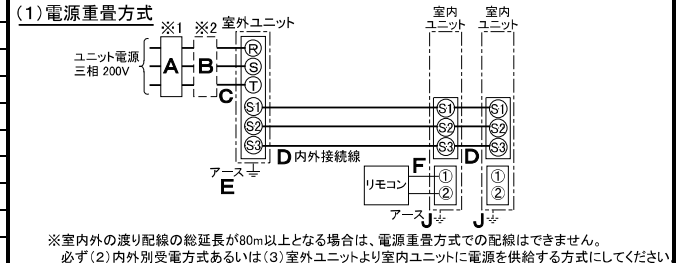 (1)電源重畳方式
※1 ※2 室外ユニット
室内
ユニット
室内
ユニット
ユニット電源
三相 200V
A
B
C
R
S
T
S1
S2
S3
S1
S2
S3
S1
S2
S3
D 内外接続線
D
アース
E
リモコン
F
①
②
①
②
アース J
J
※室内外の渡り配線の総延長が80m以上となる場合は、電源重畳方式での配線はできません。
必ず(2)内外別受電方式あるいは(3)室外ユニットより室内ユニットに電源を供給する方式にしてください